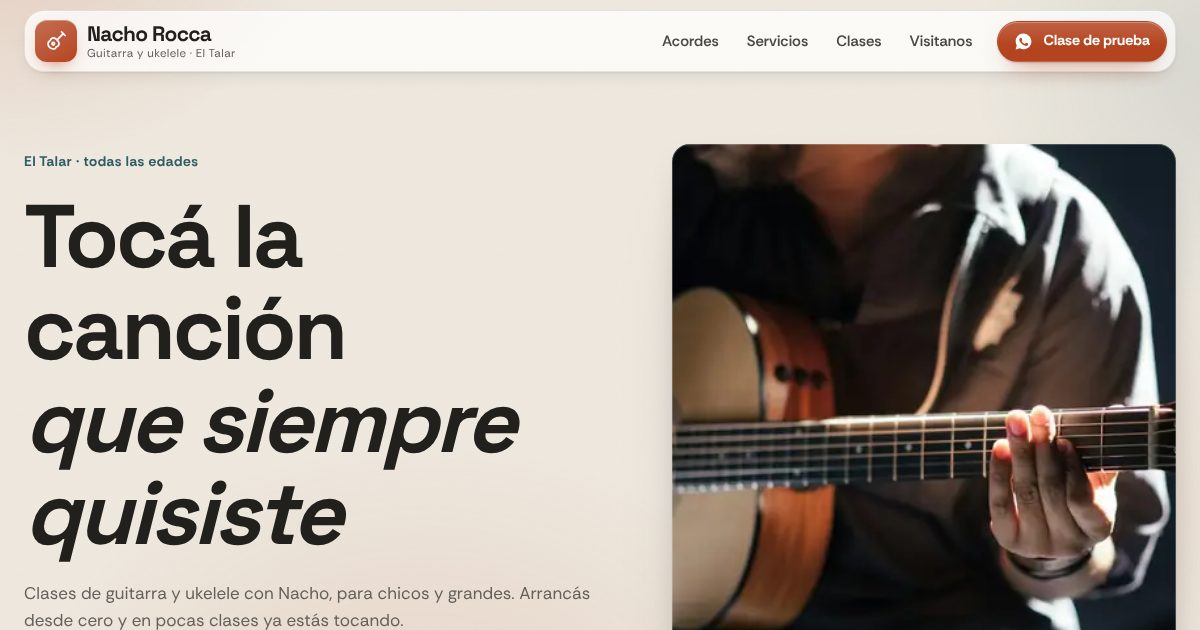 Nacho Rocca
Guitarra y ukelele · El Talar
Acordes
Servicios
Clases
Visitanos
Clase de prueba
El Talar · todas las edades
Tocá la
canción
que siempre
quisiste
Clases de guitarra y ukelele con Nacho, para chicos y grandes. Arrancás
desde cero y en pocas clases ya estás tocando.